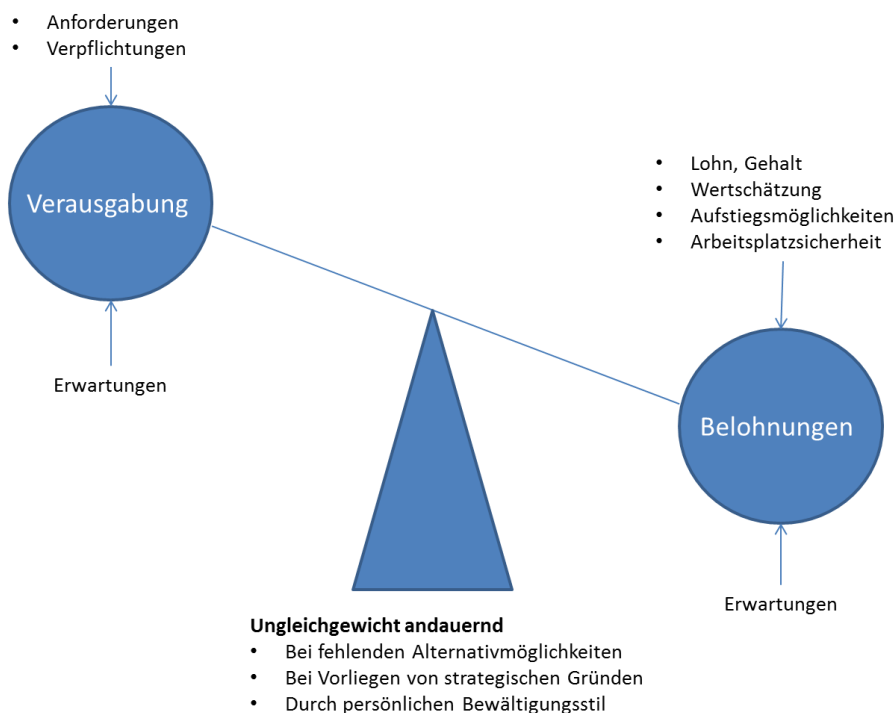 • Anforderungen
• Verpflichtungen
Verausgabung
Erwartungen
• Lohn, Gehalt
• Wertschätzung
• Aufstiegsmöglichkeiten
• Arbeitsplatzsicherheit
Belohnungen
Erwartungen
Ungleichgewicht andauernd
• Bei fehlenden Alternativmöglichkeiten
• Bei Vorliegen von strategischen Gründen
• Durch persönlichen Bewältigungsstil